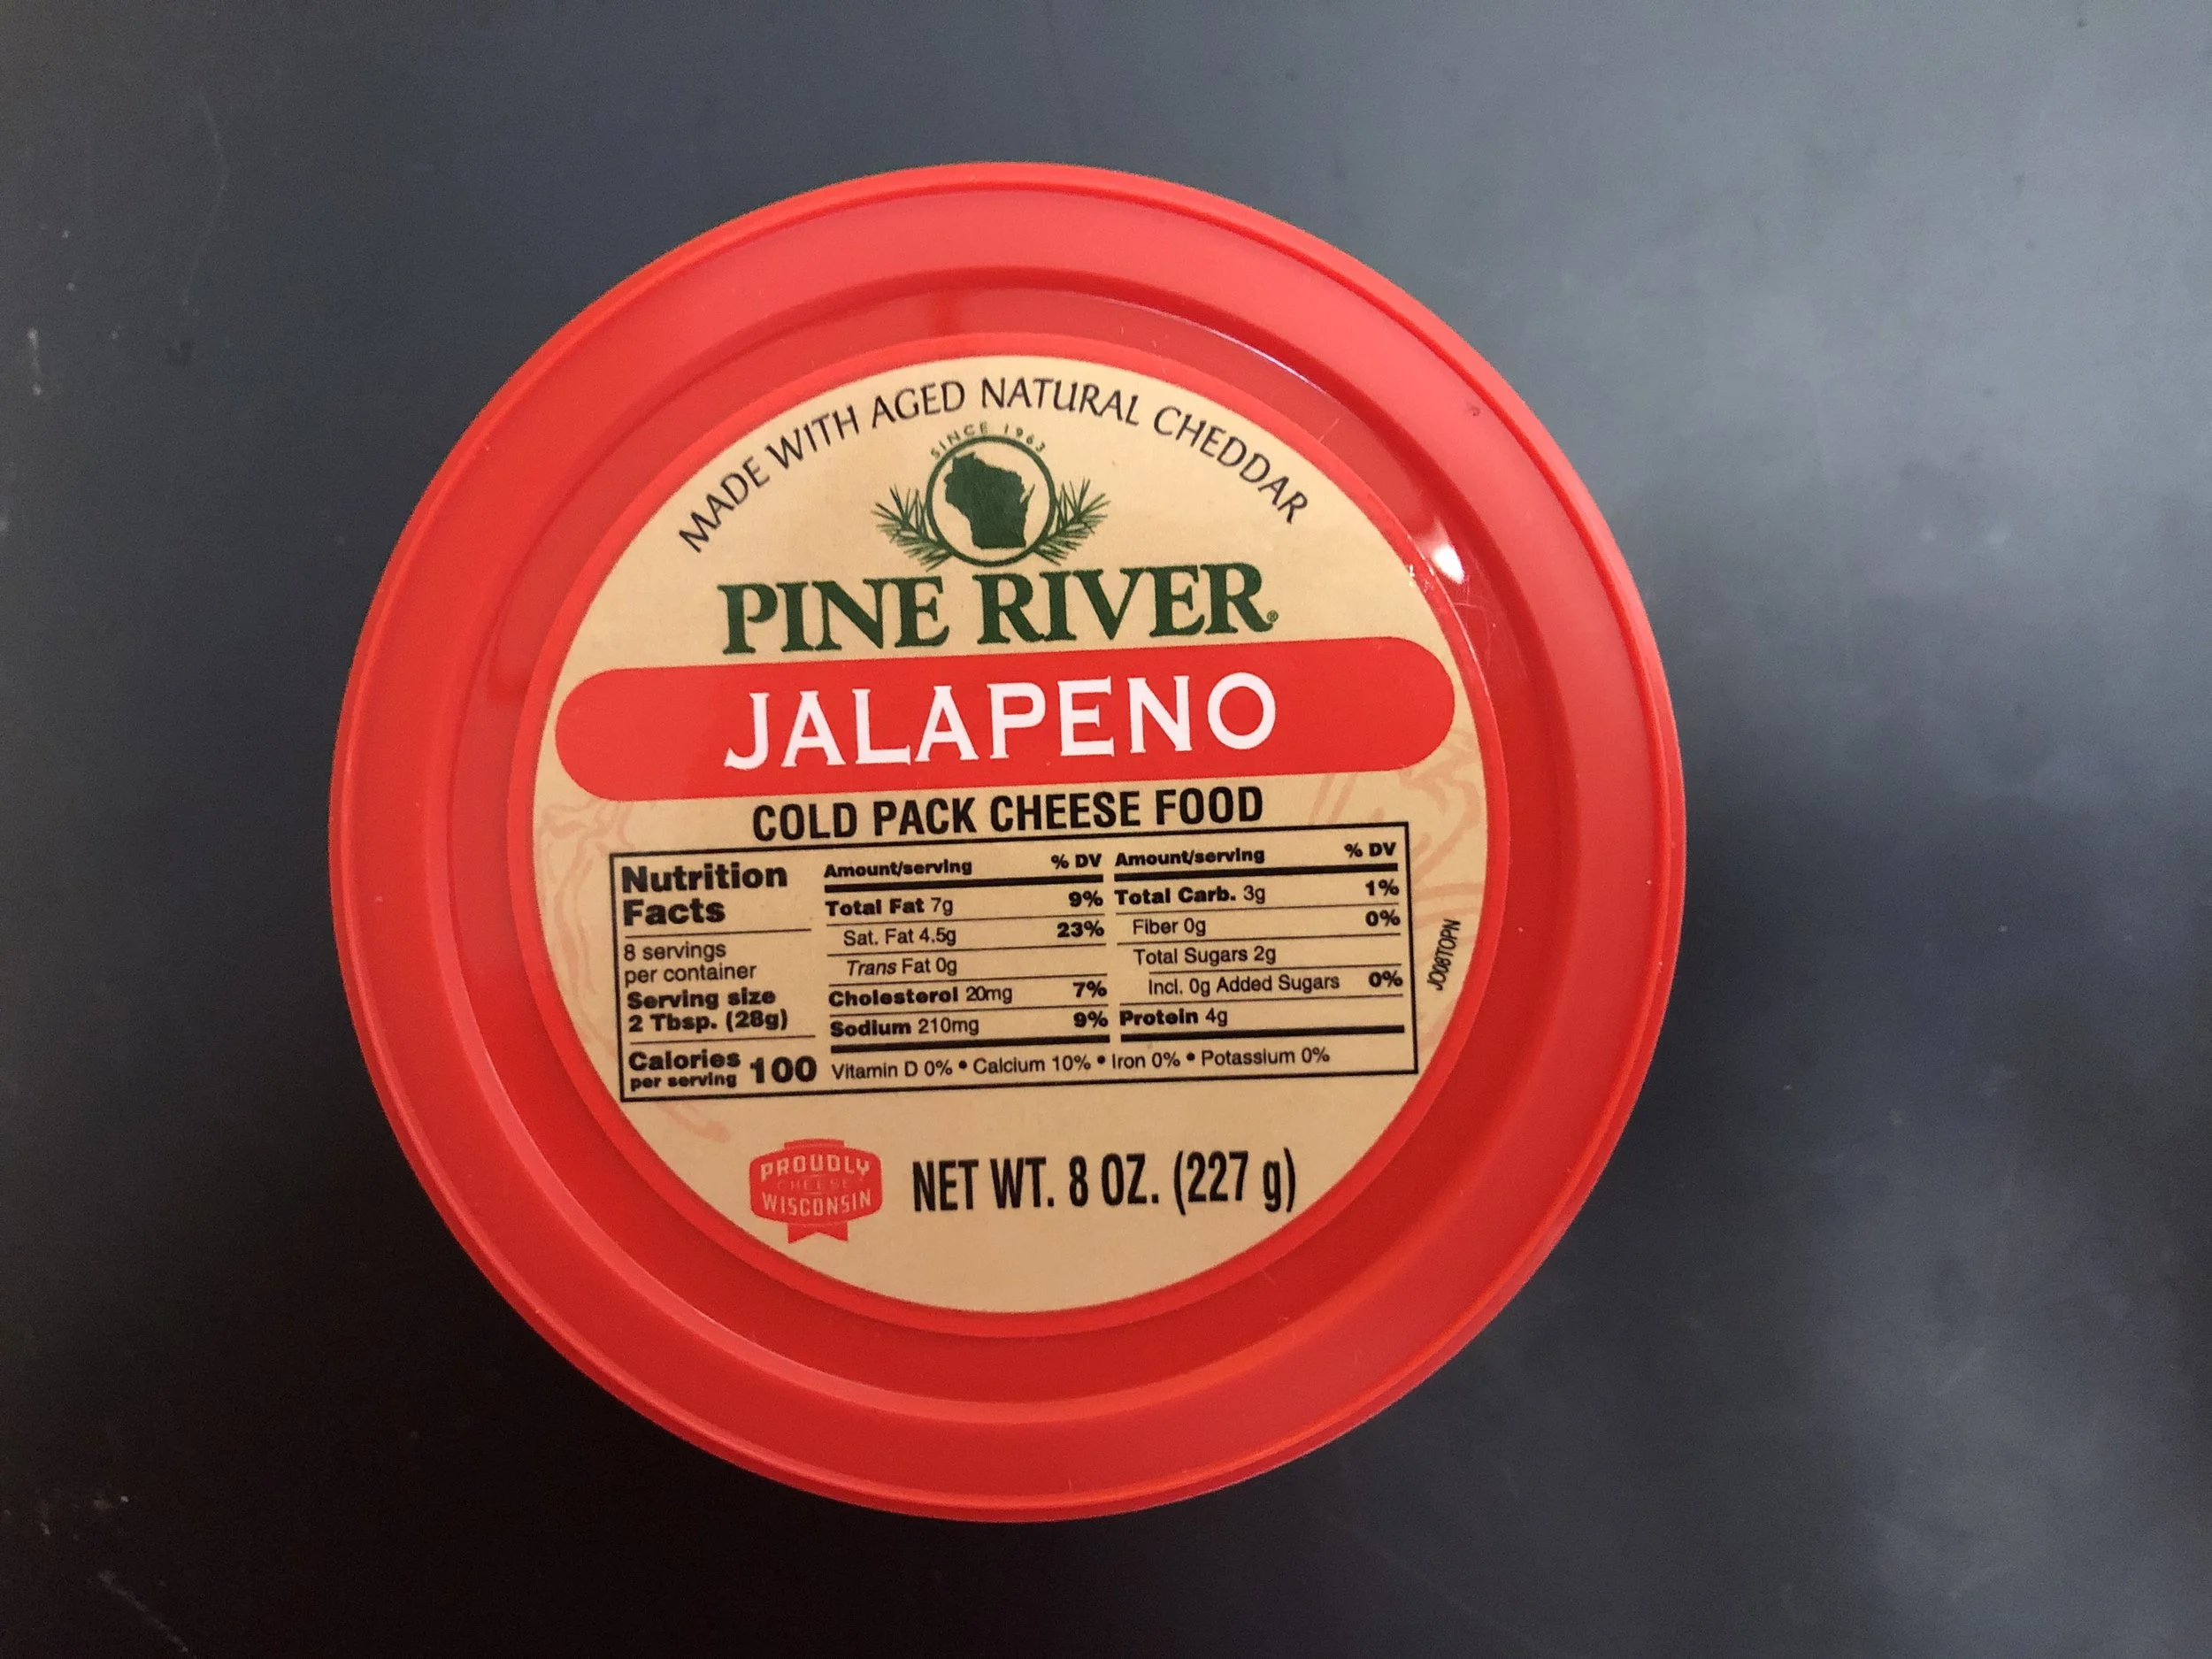 MADE WITH AGED NATURAL CHEDDAR
SINCE 1963
PINE RIVER®
JALAPENO
COLD PACK CHEESE FOOD
Nutrition
Facts
8 servings
per container
Serving size
2 Tbsp. (28g)
Calories
per serving 100
Amount/serving % DV
Total Fat 7g 9%
Sat. Fat 4.5g 23%
Trans Fat 0g
Cholesterol 20mg 7%
Sodium 210mg 9%
Amount/serving % DV
Total Carb. 3g 1%
Fiber 0g 0%
Total Sugars 2g
Incl. 0g Added Sugars 0%
Protein 4g
Vitamin D 0% • Calcium 10% • Iron 0% • Potassium 0%
JO08TOPN
PROUDLY
WISCONSIN
CHEESE
NET WT. 8 OZ. (227 g)